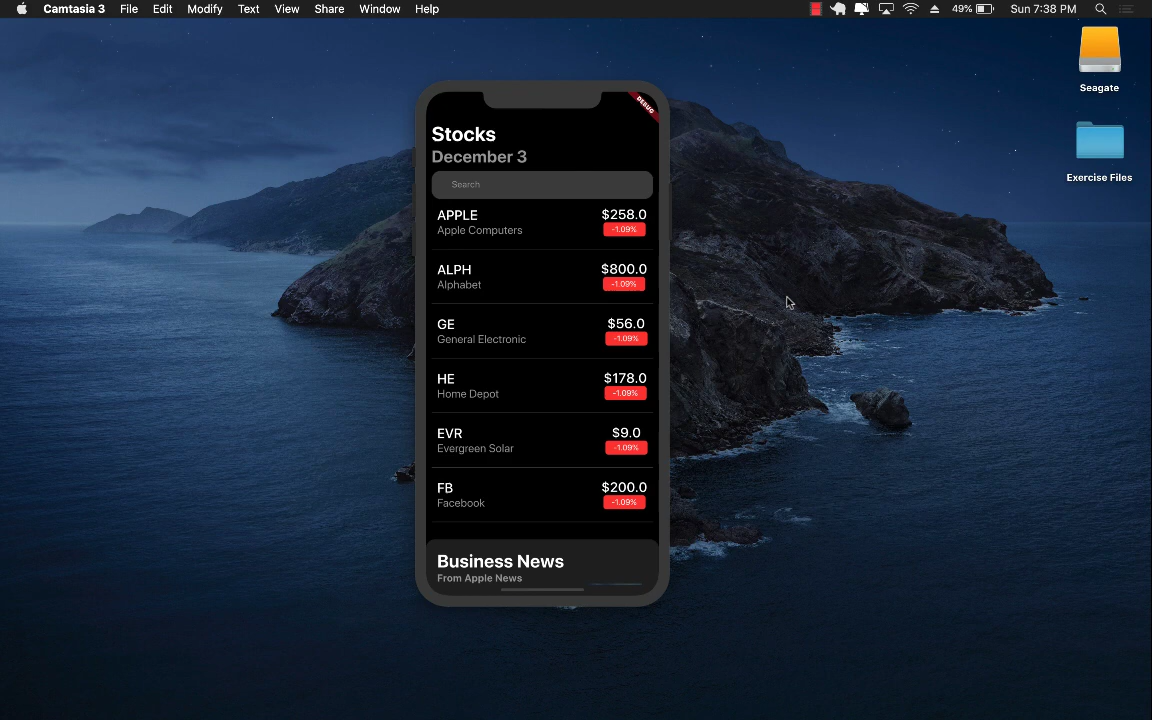 Camtasia 3 File Edit Modify Text View Share Window Help 49% Sun 7:38 PM
Seagate
Exercise Files
DEBUG
Stocks
December 3
Search
APPLE $258.0
Apple Computers -1.09%
ALPH $800.0
Alphabet -1.09%
GE $56.0
General Electronic -1.09%
HE $178.0
Home Depot -1.09%
EVR $9.0
Evergreen Solar -1.09%
FB $200.0
Facebook -1.09%
Business News
From Apple News